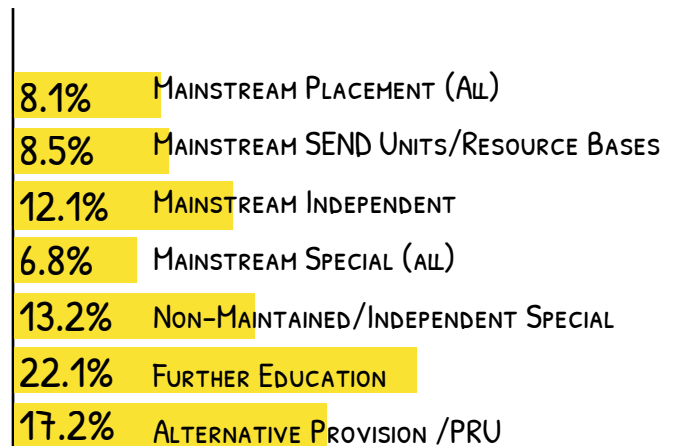 8.1% Mainstream Placement (All)
8.5% Mainstream SEND Units/Resource Bases
12.1% Mainstream Independent
6.8% Mainstream Special (all)
13.2% Non-Maintained/Independent Special
22.1% Further Education
17.2% Alternative Provision /PRU